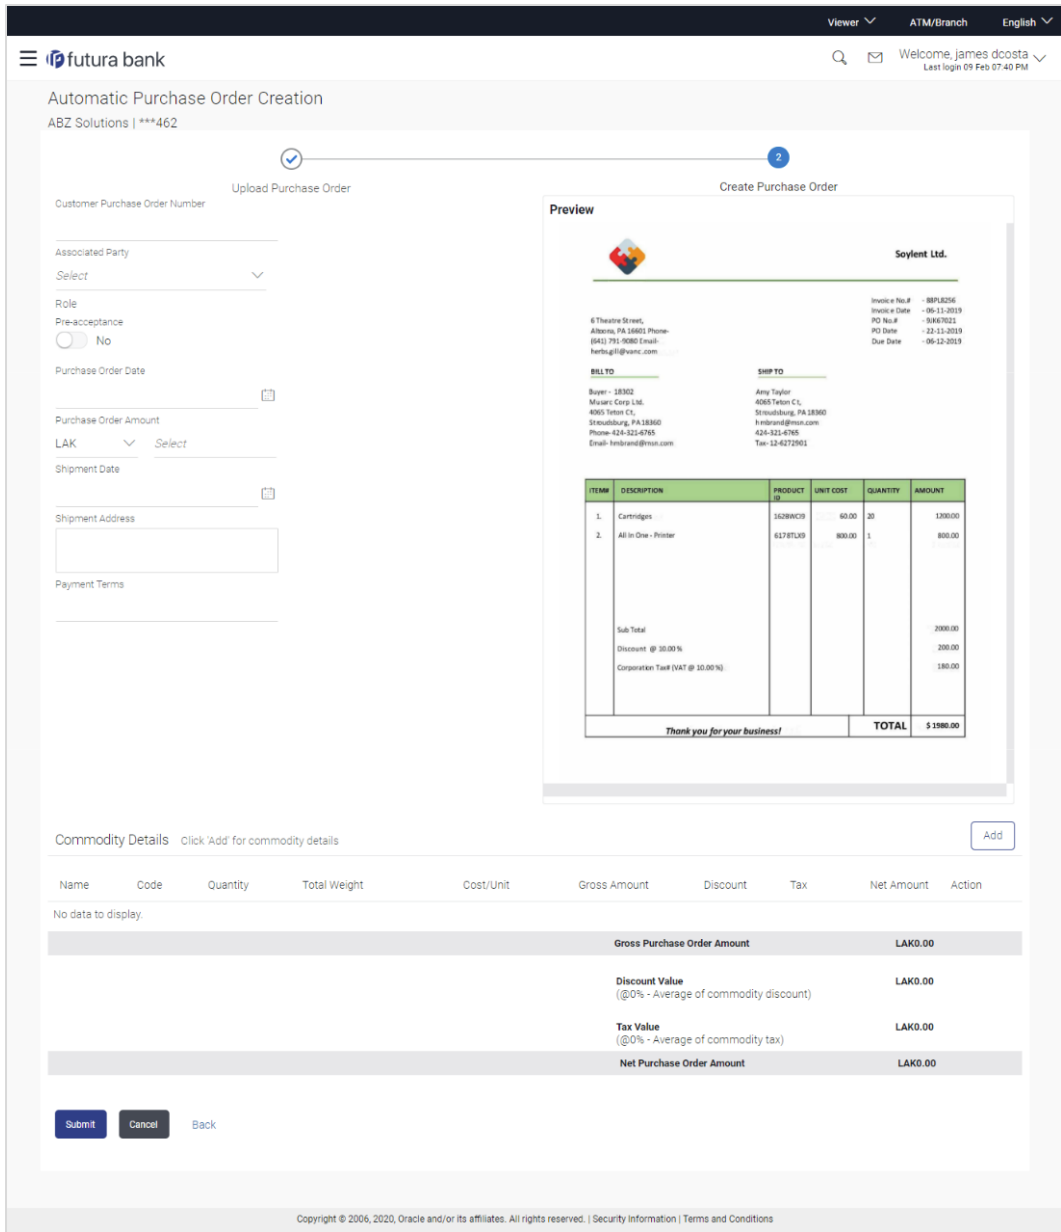 Viewer ATM/Branch English
futura bank
Welcome, james dcosta
Last login 09 Feb 07:40 PM
Automatic Purchase Order Creation
ABZ Solutions | ***462
2
Upload Purchase Order
Create Purchase Order
Customer Purchase Order Number
Associated Party
Select
Role
Pre-acceptance
No
Purchase Order Date
Purchase Order Amount
LAK Select
Shipment Date
Shipment Address
Payment Terms
Preview
Soylent Ltd.
Invoice No.# - 88PL8256
Invoice Date - 06-11-2019
PO No.# - 9JK67021
PO Date - 22-11-2019
Due Date - 06-12-2019
6 Theatre Street,
Altoona, PA 16601 Phone-
(641) 791-9080 Email-
herbs.gill@vanc.com
BILL TO
Buyer - 18302
Musarc Corp Ltd.
4065 Teton Ct,
Stroudsburg, PA 18360
Phone- 424-321-6765
Email- hmbrand@msn.com
SHIP TO
Amy Taylor
4065 Teton Ct,
Stroudsburg, PA 18360
hmbrand@msn.com
424-321-6765
Tax- 12-6272901
ITEM# DESCRIPTION PRODUCT ID UNIT COST QUANTITY AMOUNT
1. Cartridges 1628WCI9 60.00 20 1200.00
2. All In One - Printer 6178TLX9 800.00 1 800.00
Sub Total 2000.00
Discount @ 10.00 % 200.00
Corporation Tax# (VAT @ 10.00 %) 180.00
Thank you for your business! TOTAL $ 1980.00
Commodity Details Click 'Add' for commodity details Add
Name Code Quantity Total Weight Cost/Unit Gross Amount Discount Tax Net Amount Action
No data to display.
Gross Purchase Order Amount LAK0.00
Discount Value LAK0.00
(@0% - Average of commodity discount)
Tax Value LAK0.00
(@0% - Average of commodity tax)
Net Purchase Order Amount LAK0.00
Submit Cancel Back
Copyright © 2006, 2020, Oracle and/or its affiliates. All rights reserved. | Security Information | Terms and Conditions